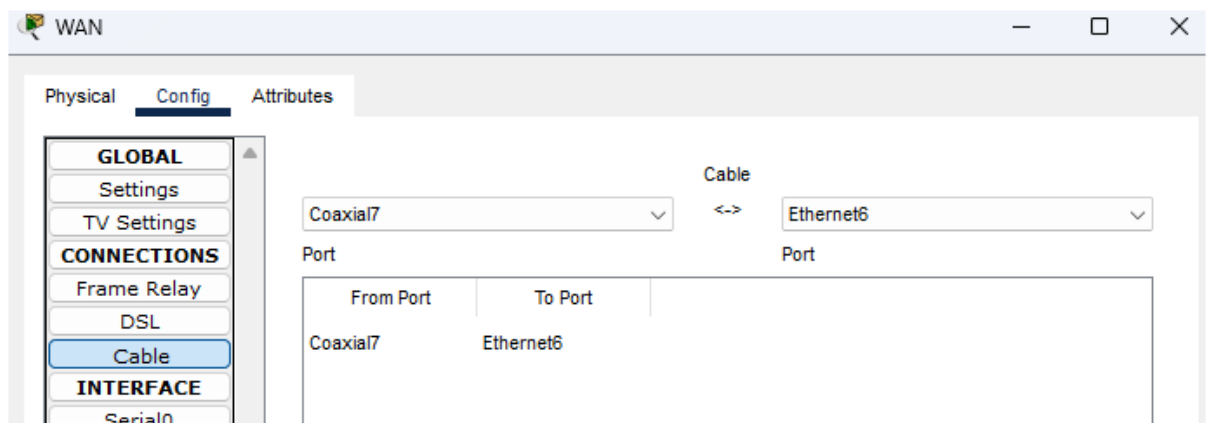 WAN
Physical Config Attributes
GLOBAL
Settings
TV Settings
CONNECTIONS
Frame Relay
DSL
Cable
INTERFACE
Serial0
Cable
Coaxial7 <-> Ethernet6
Port Port
From Port To Port
Coaxial7 Ethernet6